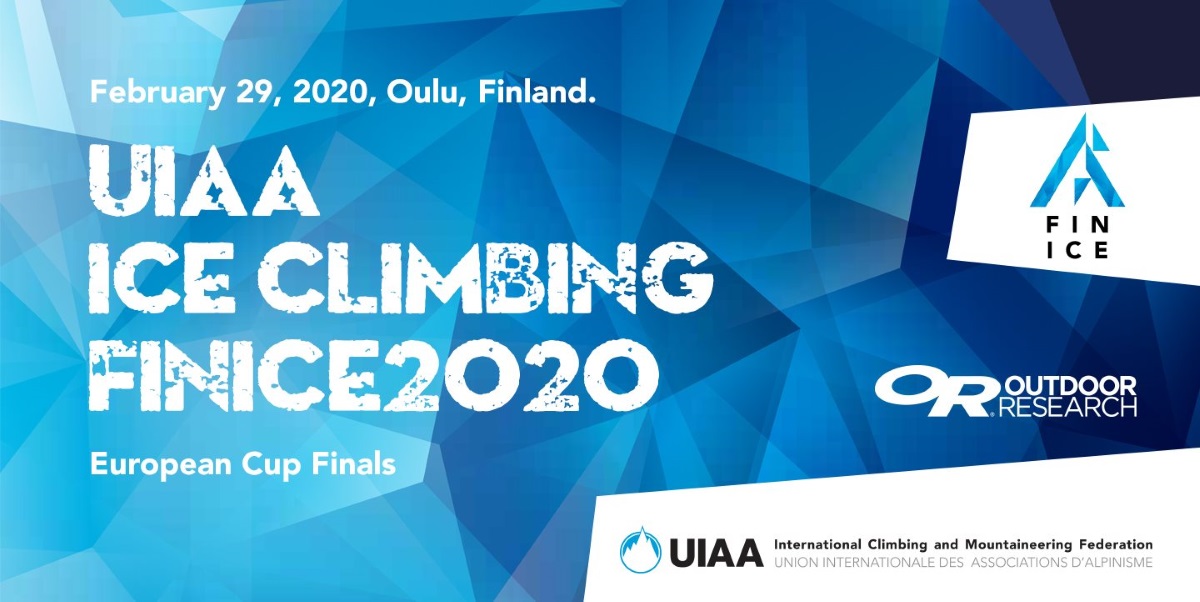 February 29, 2020, Oulu, Finland.
UIAA
ICE CLIMBING
FINICE2020
European Cup Finals
FIN
ICE
OR OUTDOOR
RESEARCH
UIAA International Climbing and Mountaineering Federation
UNION INTERNATIONALE DES ASSOCIATIONS D'ALPINISME